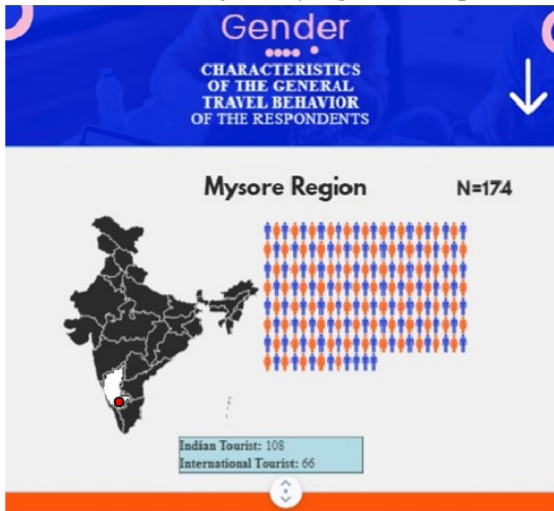 Gender
CHARACTERISTICS
OF THE GENERAL
TRAVEL BEHAVIOR
OF THE RESPONDENTS
Mysore Region N=174
Indian Tourist: 108
International Tourist: 66